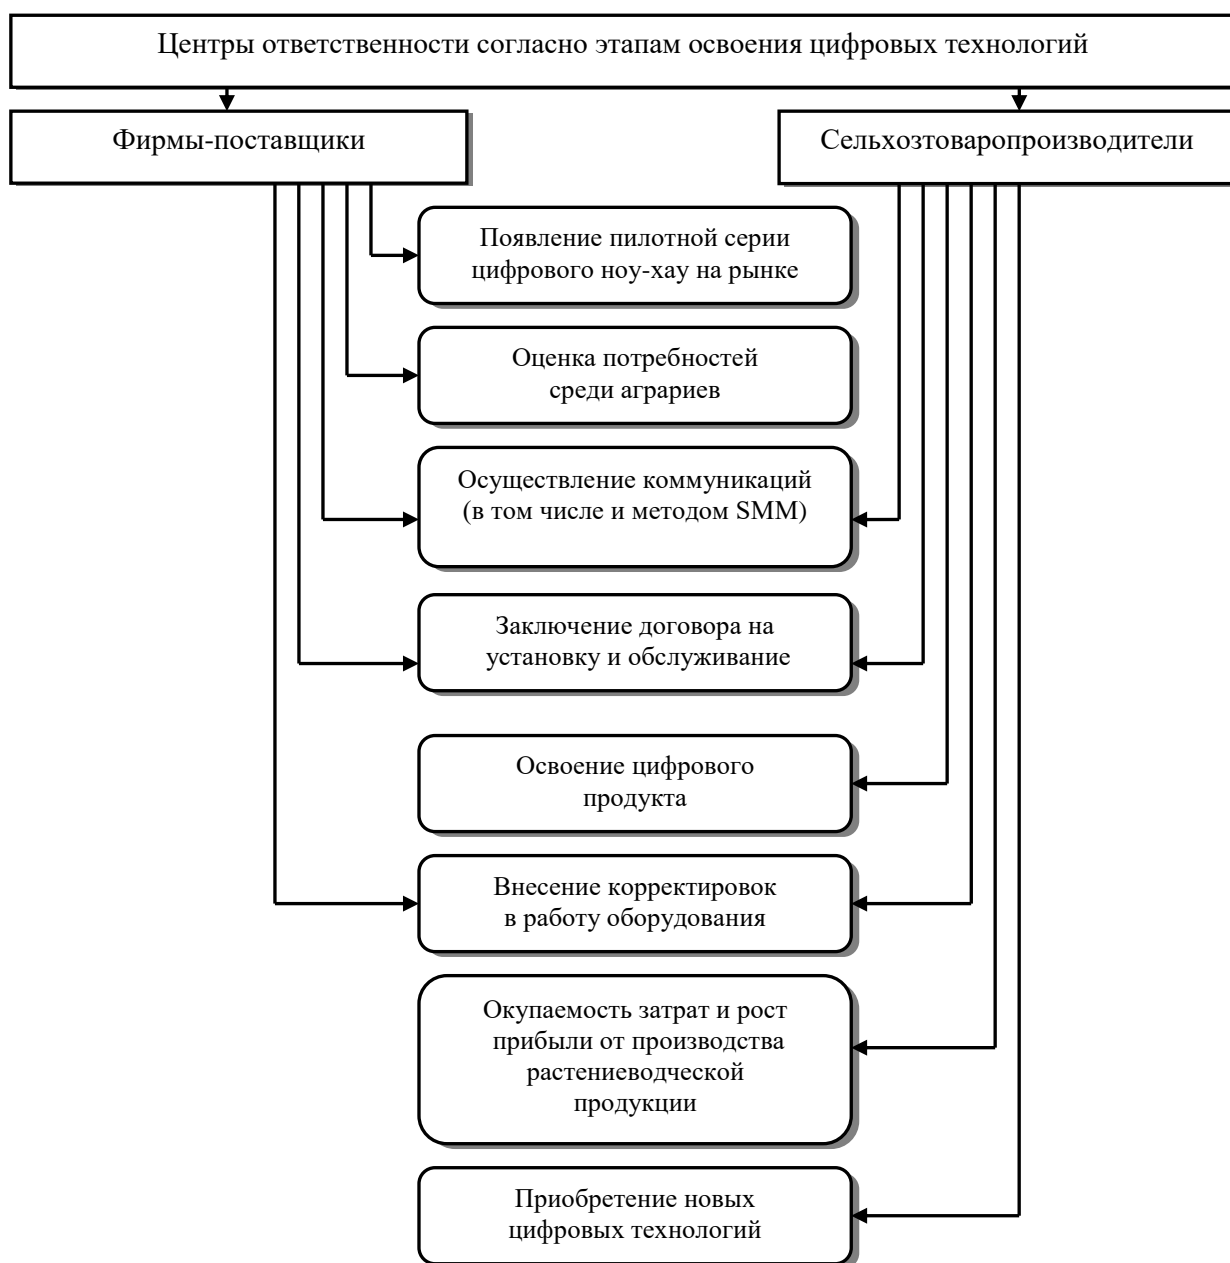 Центры ответственности согласно этапам освоения цифровых технологий
Фирмы-поставщики
Сельхозтоваропроизводители
Появление пилотной серии
цифрового ноу-хау на рынке
Оценка потребностей
среди аграриев
Осуществление коммуникаций
(в том числе и методом SMM)
Заключение договора на
установку и обслуживание
Освоение цифрового
продукта
Внесение корректировок
в работу оборудования
Окупаемость затрат и рост
прибыли от производства
растениеводческой
продукции
Приобретение новых
цифровых технологий